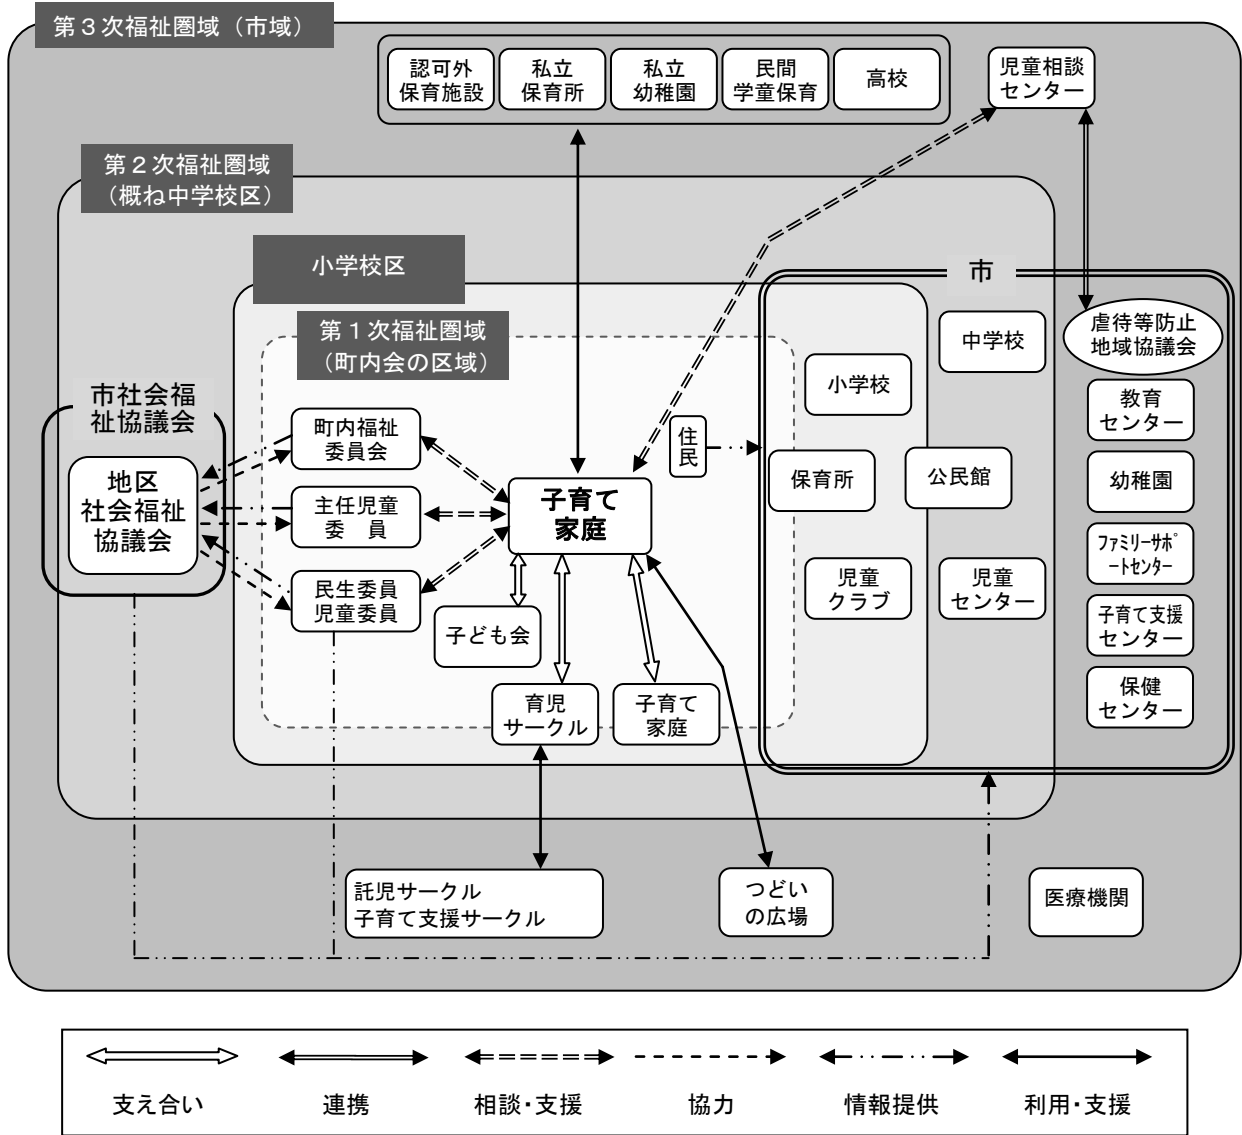 第３次福祉圏域（市域）
認可外
保育施設
私立
保育所
私立
幼稚園
民間
学童保育
高校
児童相談
センター
第２次福祉圏域
（概ね中学校区）
小学校区
市
第１次福祉圏域
（町内会の区域）
中学校
虐待等防止
地域協議会
小学校
市社会福
祉協議会
町内福祉
委員会
住
民
教育
センター
地区
社会福祉
協議会
主任児童
委　員
子育て
家庭
保育所
公民館
幼稚園
ﾌｧﾐﾘｰｻﾎﾟ
ｰﾄｾﾝﾀｰ
民生委員
児童委員
子ども会
児童
クラブ
児童
センター
子育て支援
センター
育児
サークル
子育て
家庭
保健
センター
託児サークル
子育て支援サークル
つどい
の広場
医療機関
支え合い
連携
相談・支援
協力
情報提供
利用・支援